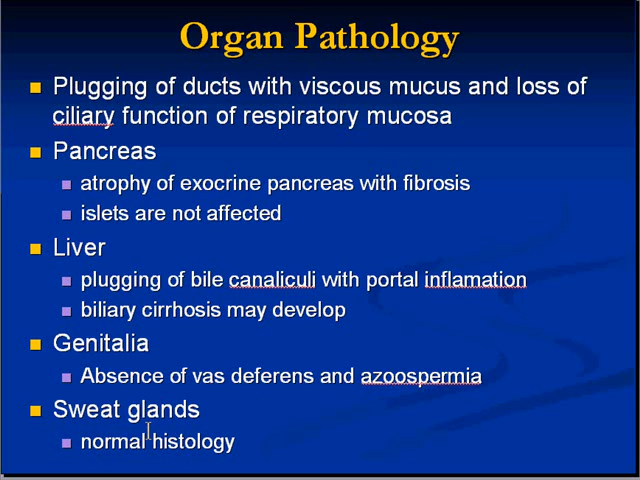 Organ Pathology
Plugging of ducts with viscous mucus and loss of
ciliary function of respiratory mucosa
Pancreas
atrophy of exocrine pancreas with fibrosis
islets are not affected
Liver
plugging of bile canaliculi with portal inflamation
biliary cirrhosis may develop
Genitalia
Absence of vas deferens and azoospermia
Sweat glands
normal histology